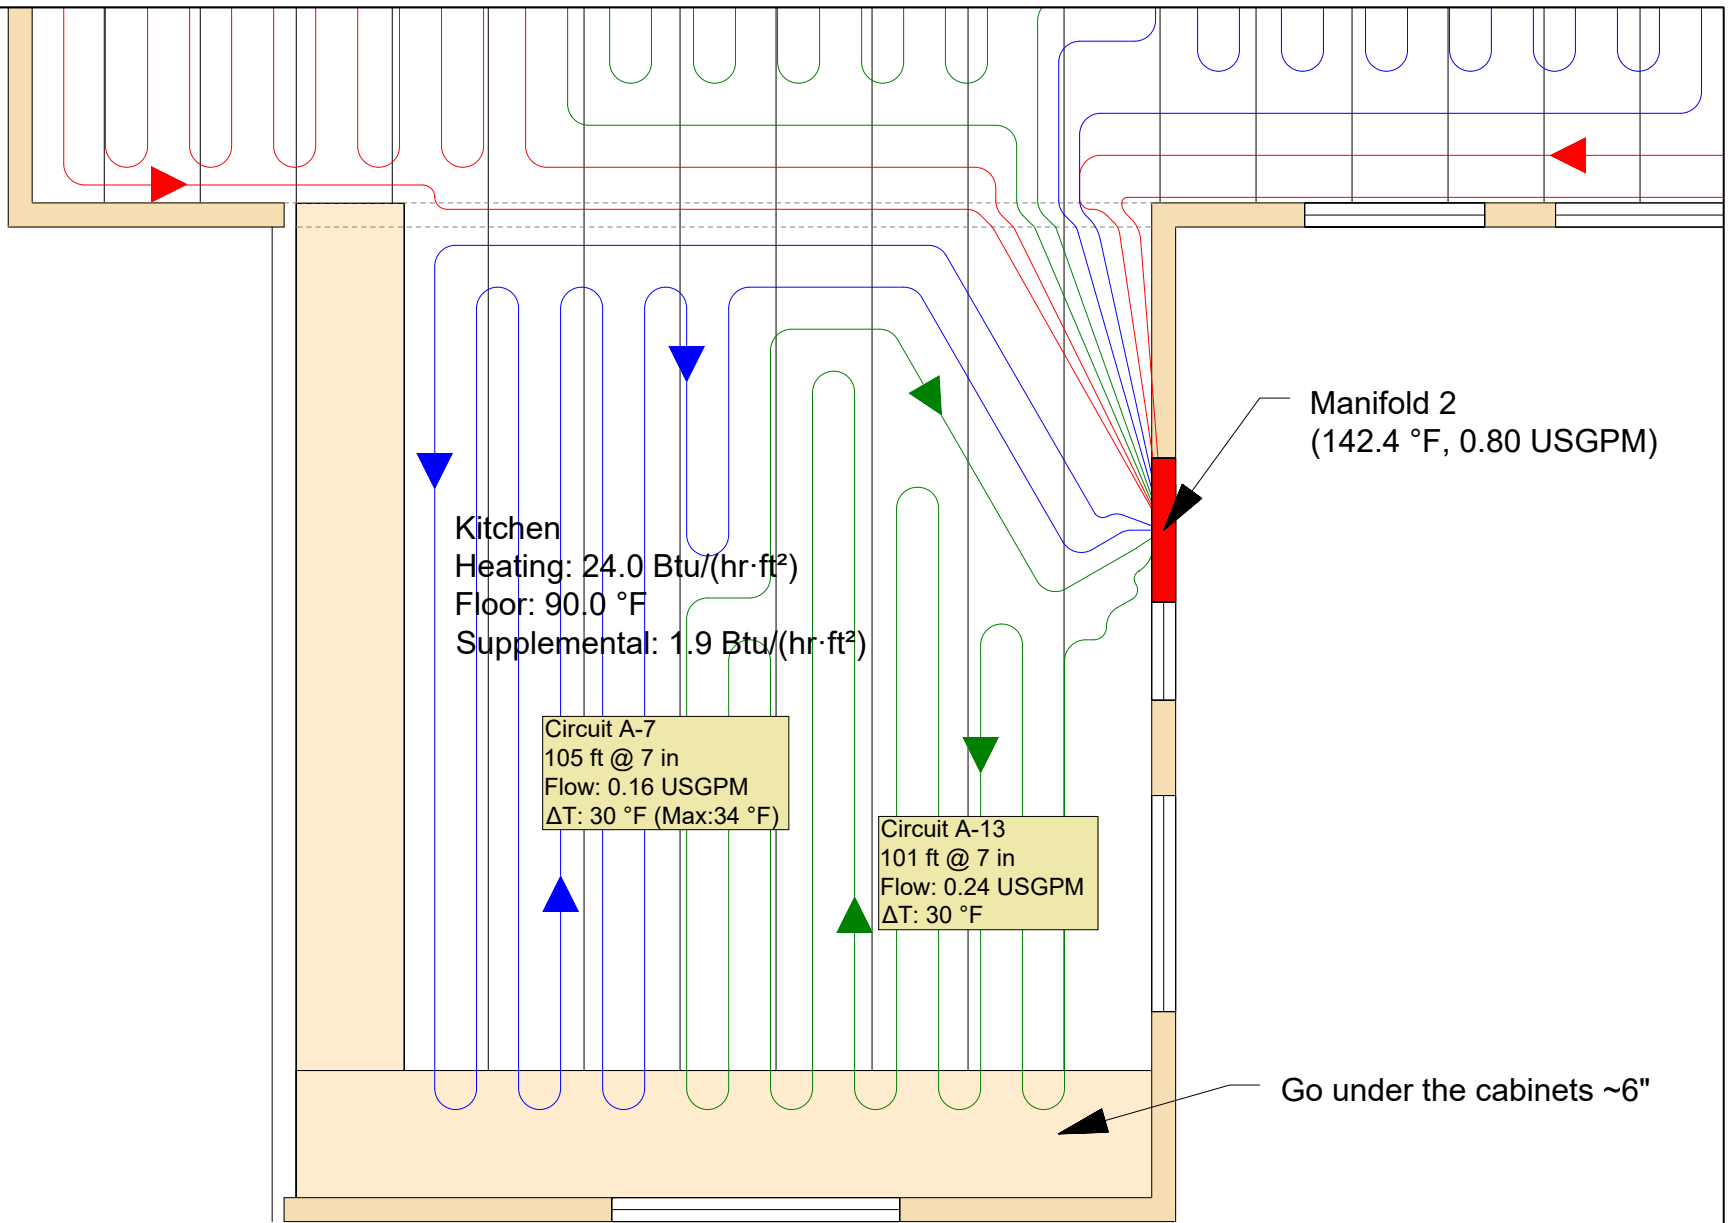 Manifold 2
(142.4 °F, 0.80 USGPM)
Kitchen
Heating: 24.0 Btu/(hr·ft²)
Floor: 90.0 °F
Supplemental: 1.9 Btu/(hr·ft²)
Circuit A-7
105 ft @ 7 in
Flow: 0.16 USGPM
ΔT: 30 °F (Max:34 °F)
Circuit A-13
101 ft @ 7 in
Flow: 0.24 USGPM
ΔT: 30 °F
Go under the cabinets ~6"